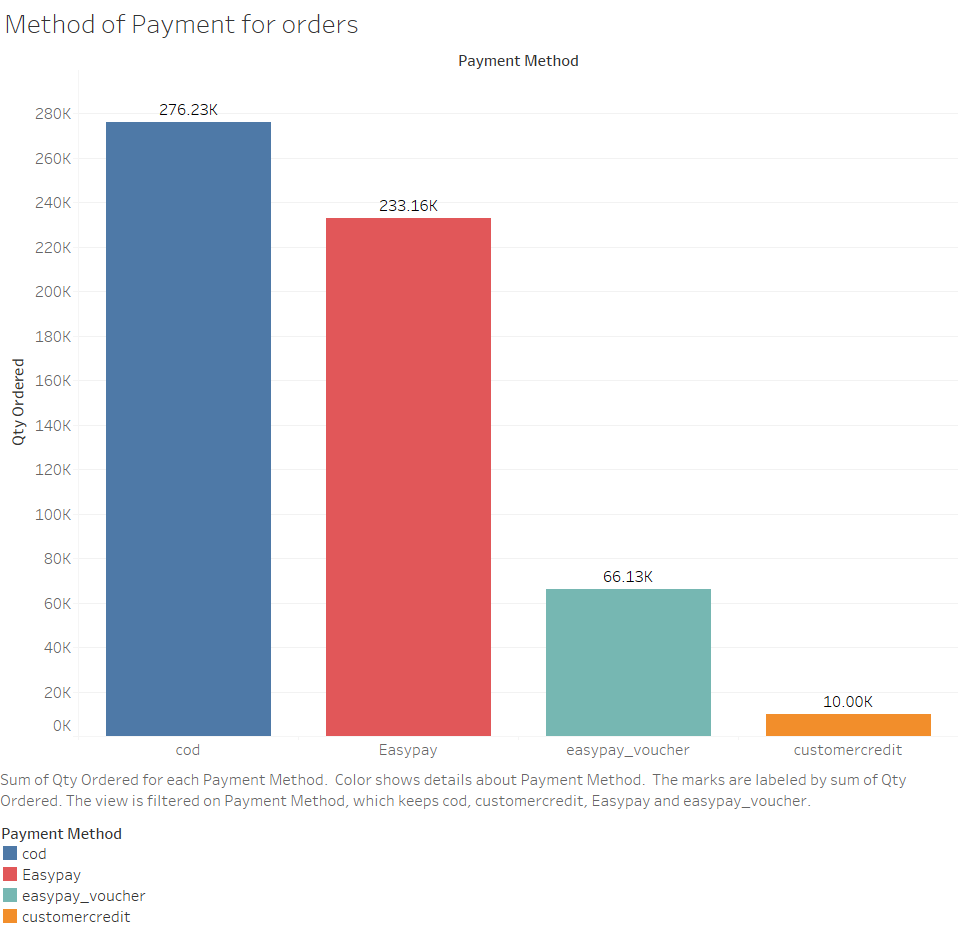 Method of Payment for orders
Payment Method
276.23K
233.16K
66.13K
10.00K
Qty Ordered
280K
260K
240K
220K
200K
180K
160K
140K
120K
100K
80K
60K
40K
20K
0K
cod
Easypay
easypay_voucher
customercredit
Sum of Qty Ordered for each Payment Method.  Color shows details about Payment Method.  The marks are labeled by sum of Qty
Ordered. The view is filtered on Payment Method, which keeps cod, customercredit, Easypay and easypay_voucher.
Payment Method
cod
Easypay
easypay_voucher
customercredit